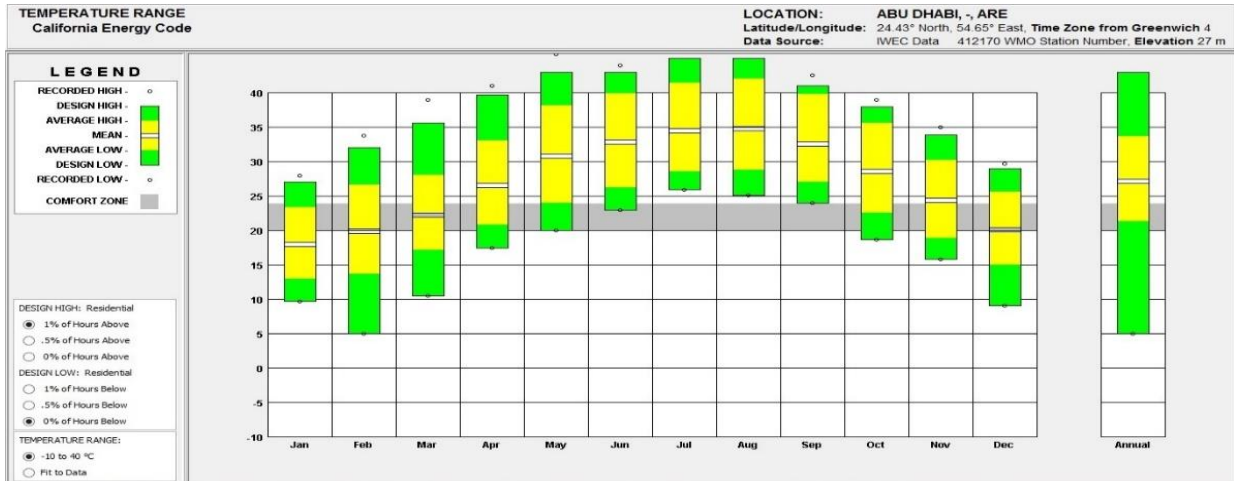 TEMPERATURE RANGE
California Energy Code
LOCATION: ABU DHABI, -, ARE
Latitude/Longitude: 24.43° North, 54.65° East, Time Zone from Greenwich 4
Data Source: IWEC Data 412170 WMO Station Number, Elevation 27 m
LEGEND
RECORDED HIGH -
DESIGN HIGH -
AVERAGE HIGH -
MEAN -
AVERAGE LOW -
DESIGN LOW -
RECORDED LOW -
COMFORT ZONE
DESIGN HIGH: Residential
1% of Hours Above
.5% of Hours Above
0% of Hours Above
DESIGN LOW: Residential
1% of Hours Below
.5% of Hours Below
0% of Hours Below
TEMPERATURE RANGE:
-10 to 40 °C
Fit to Data
40
35
30
25
20
15
10
5
0
-5
-10
Jan Feb Mar Apr May Jun Jul Aug Sep Oct Nov Dec Annual